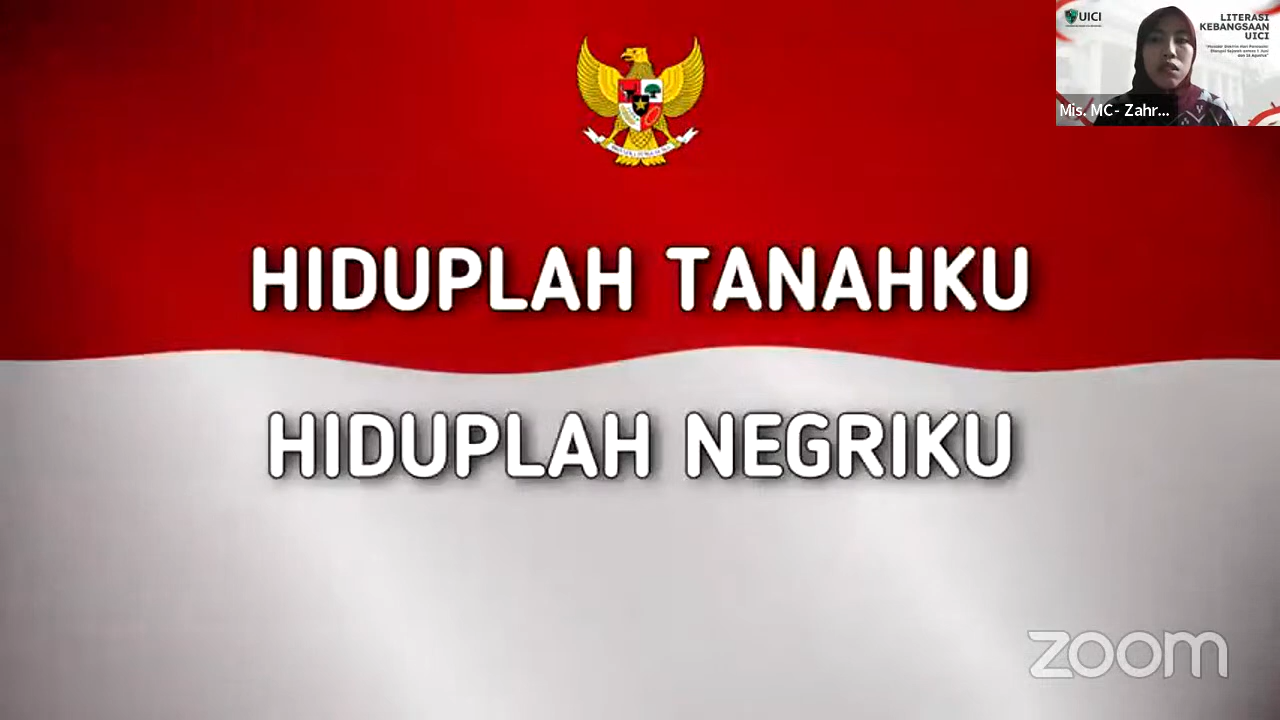 HIDUPLAH TANAHKU
HIDUPLAH NEGRIKU
UICI
LITERASI
KEBANGSAAN
UICI
Mis. MC- Zahr...
zoom